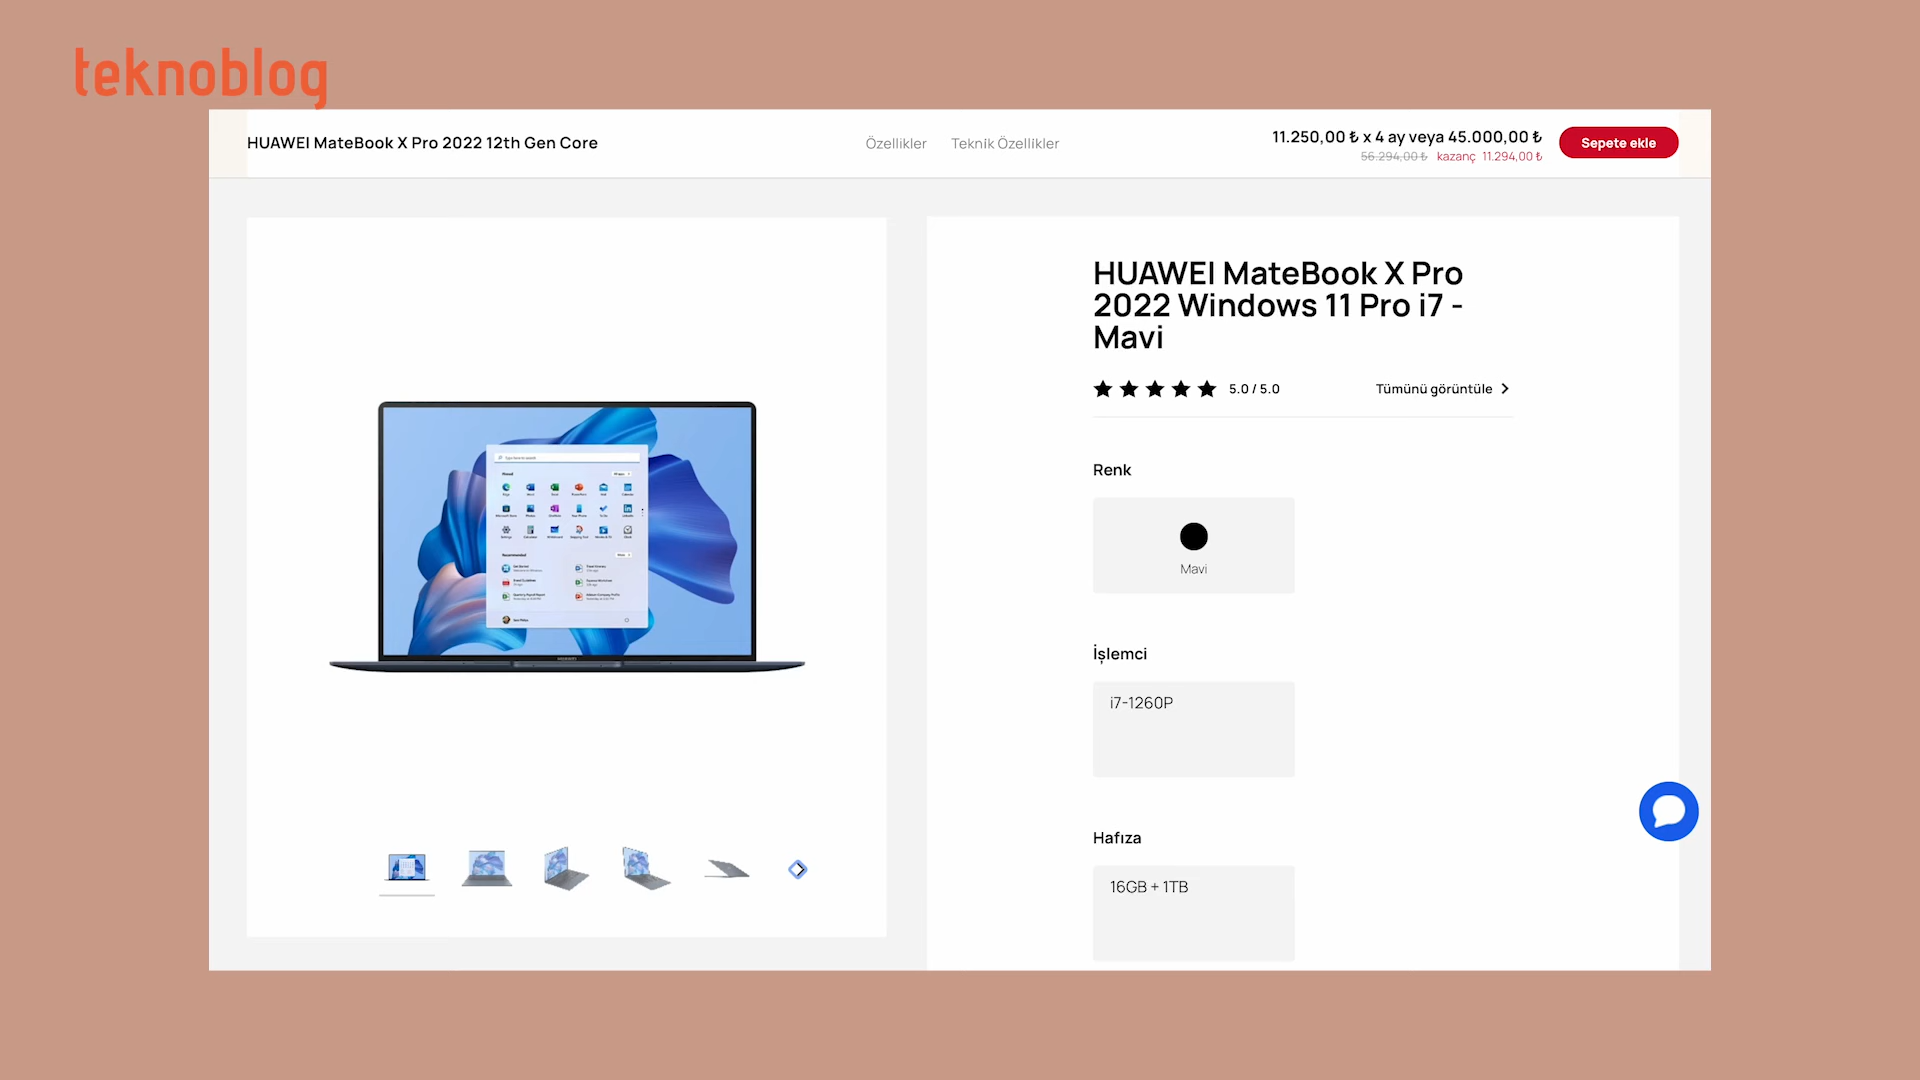 teknoblog
HUAWEI MateBook X Pro 2022 12th Gen Core
Özellikler
Teknik Özellikler
11.250,00 ₺ x 4 ay veya 45.000,00 ₺
56.294,00 ₺ kazanç 11.294,00 ₺
Sepete ekle
HUAWEI MateBook X Pro
2022 Windows 11 Pro i7 -
Mavi
5.0 / 5.0
Tümünü görüntüle
Renk
Mavi
İşlemci
i7-1260P
Hafıza
16GB + 1TB